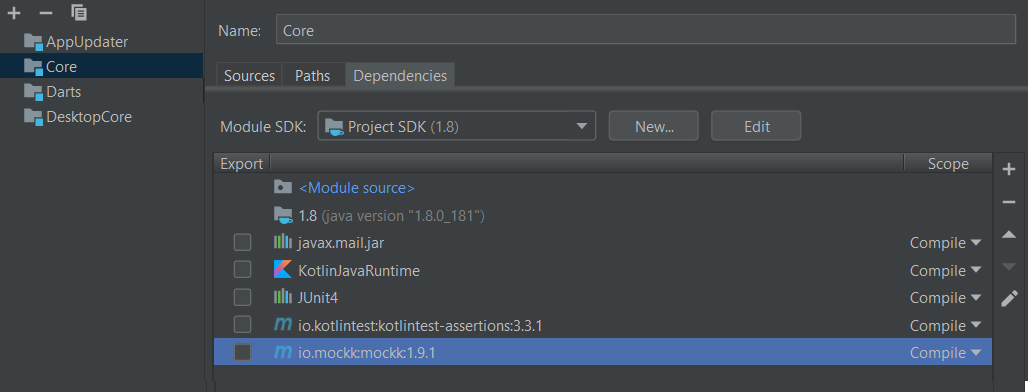 AppUpdater
Core
Darts
DesktopCore
Name: Core
Sources Paths Dependencies
Module SDK: Project SDK (1.8) New... Edit
Export Scope
<Module source>
1.8 (java version "1.8.0_181")
javax.mail.jar Compile
KotlinJavaRuntime Compile
JUnit4 Compile
io.kotlintest:kotlintest-assertions:3.3.1 Compile
io.mockk:mockk:1.9.1 Compile